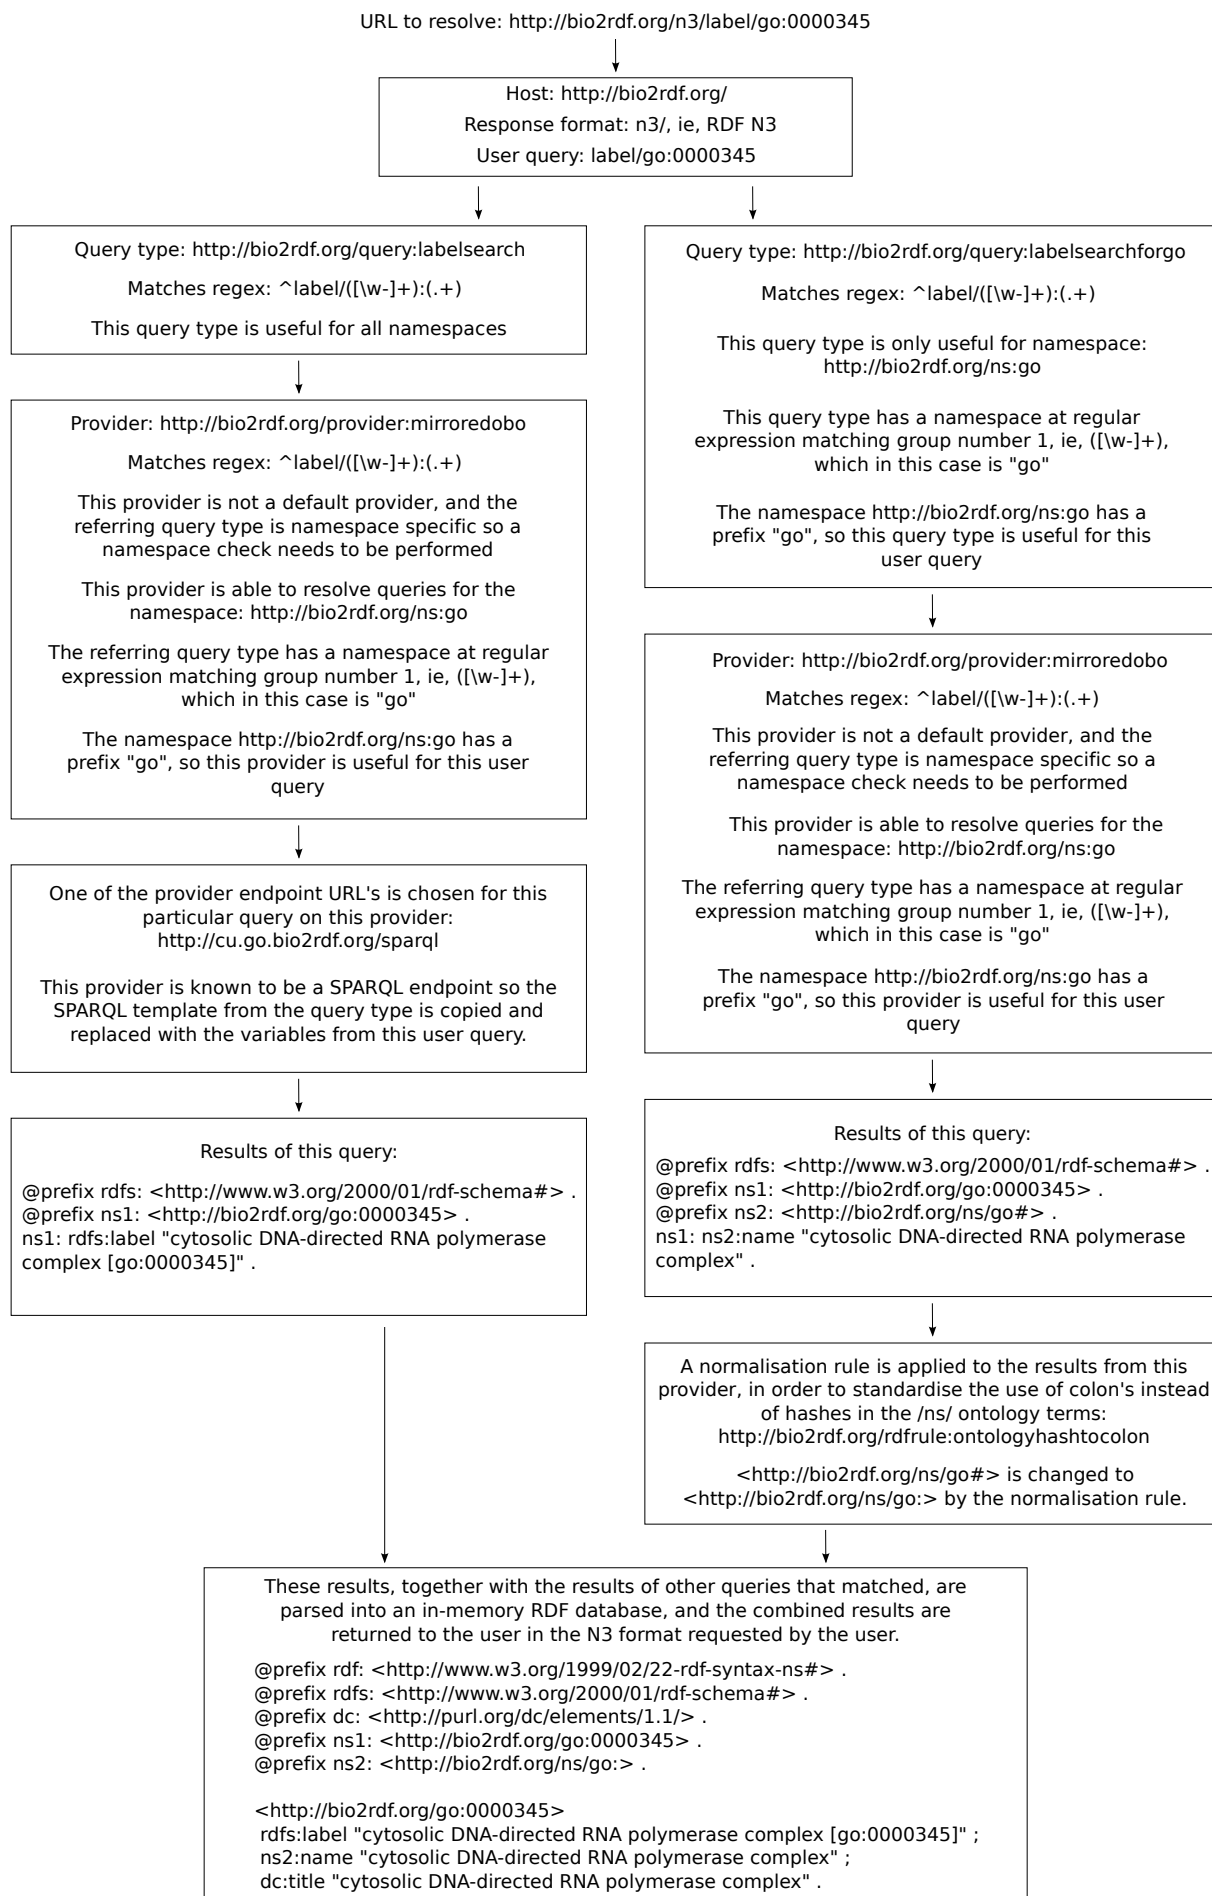 URL to resolve: http://bio2rdf.org/n3/label/go:0000345
Host: http://bio2rdf.org/
Response format: n3/, ie, RDF N3
User query: label/go:0000345
Query type: http://bio2rdf.org/query:labelsearch
Matches regex: ^label/([\w-]+):(.+)
This query type is useful for all namespaces
Provider: http://bio2rdf.org/provider:mirroredobo
Matches regex: ^label/([\w-]+):(.+)
This provider is not a default provider, and the
referring query type is namespace specific so a
namespace check needs to be performed
This provider is able to resolve queries for the
namespace: http://bio2rdf.org/ns:go
The referring query type has a namespace at regular
expression matching group number 1, ie, ([\w-]+),
which in this case is "go"
The namespace http://bio2rdf.org/ns:go has a
prefix "go", so this provider is useful for this user
query
One of the provider endpoint URL's is chosen for this
particular query on this provider:
http://cu.go.bio2rdf.org/sparql
This provider is known to be a SPARQL endpoint so the
SPARQL template from the query type is copied and
replaced with the variables from this user query.
Results of this query:
@prefix rdfs: <http://www.w3.org/2000/01/rdf-schema#> .
@prefix ns1: <http://bio2rdf.org/go:0000345> .
ns1: rdfs:label "cytosolic DNA-directed RNA polymerase
complex [go:0000345]" .
Query type: http://bio2rdf.org/query:labelsearchforgo
Matches regex: ^label/([\w-]+):(.+)
This query type is only useful for namespace:
http://bio2rdf.org/ns:go
This query type has a namespace at regular
expression matching group number 1, ie, ([\w-]+),
which in this case is "go"
The namespace http://bio2rdf.org/ns:go has a
prefix "go", so this query type is useful for this
user query
Provider: http://bio2rdf.org/provider:mirroredobo
Matches regex: ^label/([\w-]+):(.+)
This provider is not a default provider, and the
referring query type is namespace specific so a
namespace check needs to be performed
This provider is able to resolve queries for the
namespace: http://bio2rdf.org/ns:go
The referring query type has a namespace at regular
expression matching group number 1, ie, ([\w-]+),
which in this case is "go"
The namespace http://bio2rdf.org/ns:go has a
prefix "go", so this provider is useful for this user
query
Results of this query:
@prefix rdfs: <http://www.w3.org/2000/01/rdf-schema#> .
@prefix ns1: <http://bio2rdf.org/go:0000345> .
@prefix ns2: <http://bio2rdf.org/ns/go#> .
ns1: ns2:name "cytosolic DNA-directed RNA polymerase
complex" .
A normalisation rule is applied to the results from this
provider, in order to standardise the use of colon's instead
of hashes in the /ns/ ontology terms:
http://bio2rdf.org/rdfrule:ontologyhashtocolon
<http://bio2rdf.org/ns/go#> is changed to
<http://bio2rdf.org/ns/go:> by the normalisation rule.
These results, together with the results of other queries that matched, are
parsed into an in-memory RDF database, and the combined results are
returned to the user in the N3 format requested by the user.
@prefix rdf: <http://www.w3.org/1999/02/22-rdf-syntax-ns#> .
@prefix rdfs: <http://www.w3.org/2000/01/rdf-schema#> .
@prefix dc: <http://purl.org/dc/elements/1.1/> .
@prefix ns1: <http://bio2rdf.org/go:0000345> .
@prefix ns2: <http://bio2rdf.org/ns/go:> .
<http://bio2rdf.org/go:0000345>
rdfs:label "cytosolic DNA-directed RNA polymerase complex [go:0000345]" ;
ns2:name "cytosolic DNA-directed RNA polymerase complex" ;
dc:title "cytosolic DNA-directed RNA polymerase complex" .